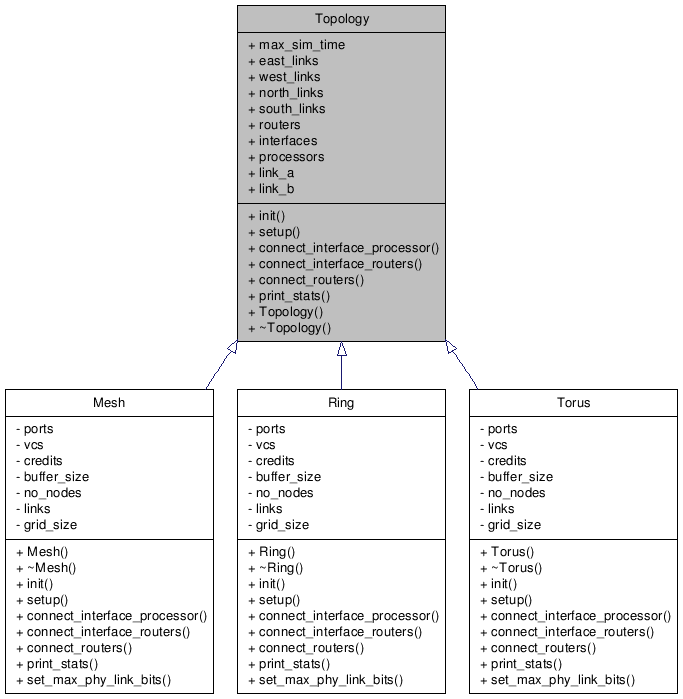 Topology
+ max_sim_time
+ east_links
+ west_links
+ north_links
+ south_links
+ routers
+ interfaces
+ processors
+ link_a
+ link_b
+ init()
+ setup()
+ connect_interface_processor()
+ connect_interface_routers()
+ connect_routers()
+ print_stats()
+ Topology()
+ ~Topology()
Mesh
- ports
- vcs
- credits
- buffer_size
- no_nodes
- links
- grid_size
+ Mesh()
+ ~Mesh()
+ init()
+ setup()
+ connect_interface_processor()
+ connect_interface_routers()
+ connect_routers()
+ print_stats()
+ set_max_phy_link_bits()
Ring
- ports
- vcs
- credits
- buffer_size
- no_nodes
- links
- grid_size
+ Ring()
+ ~Ring()
+ init()
+ setup()
+ connect_interface_processor()
+ connect_interface_routers()
+ connect_routers()
+ print_stats()
+ set_max_phy_link_bits()
Torus
- ports
- vcs
- credits
- buffer_size
- no_nodes
- links
- grid_size
+ Torus()
+ ~Torus()
+ init()
+ setup()
+ connect_interface_processor()
+ connect_interface_routers()
+ connect_routers()
+ print_stats()
+ set_max_phy_link_bits()